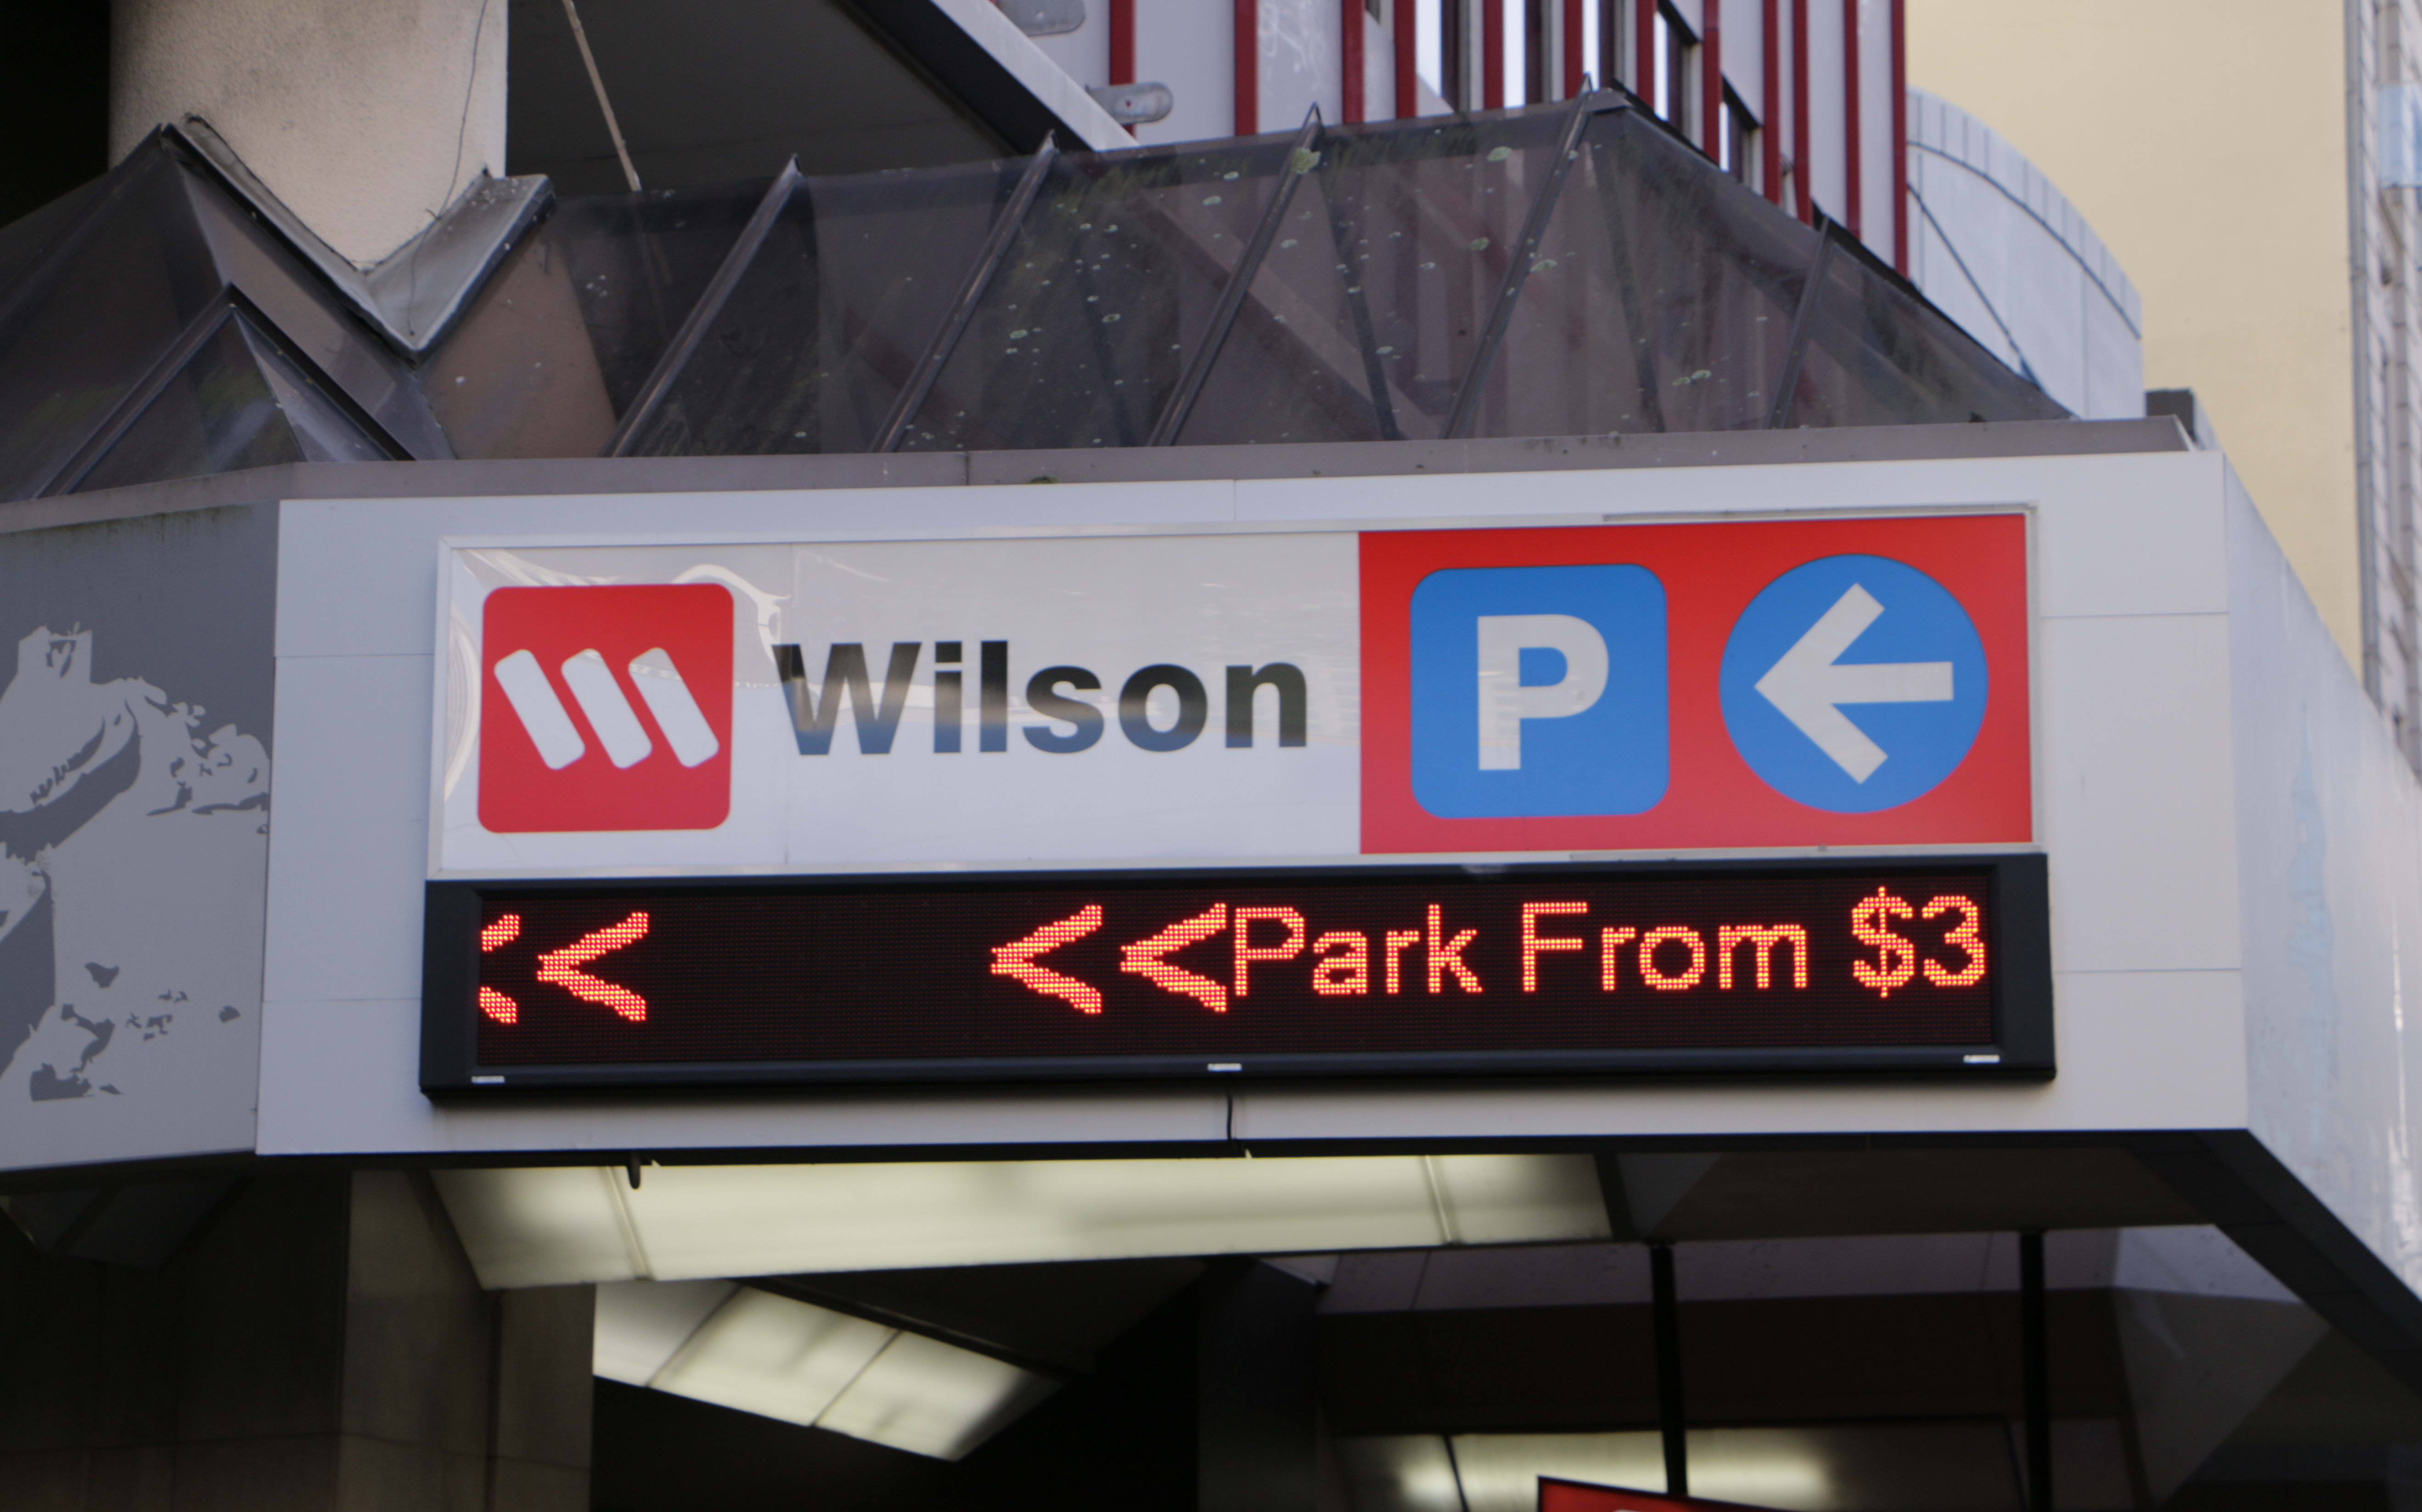 Wilson P
<< <<Park From $3